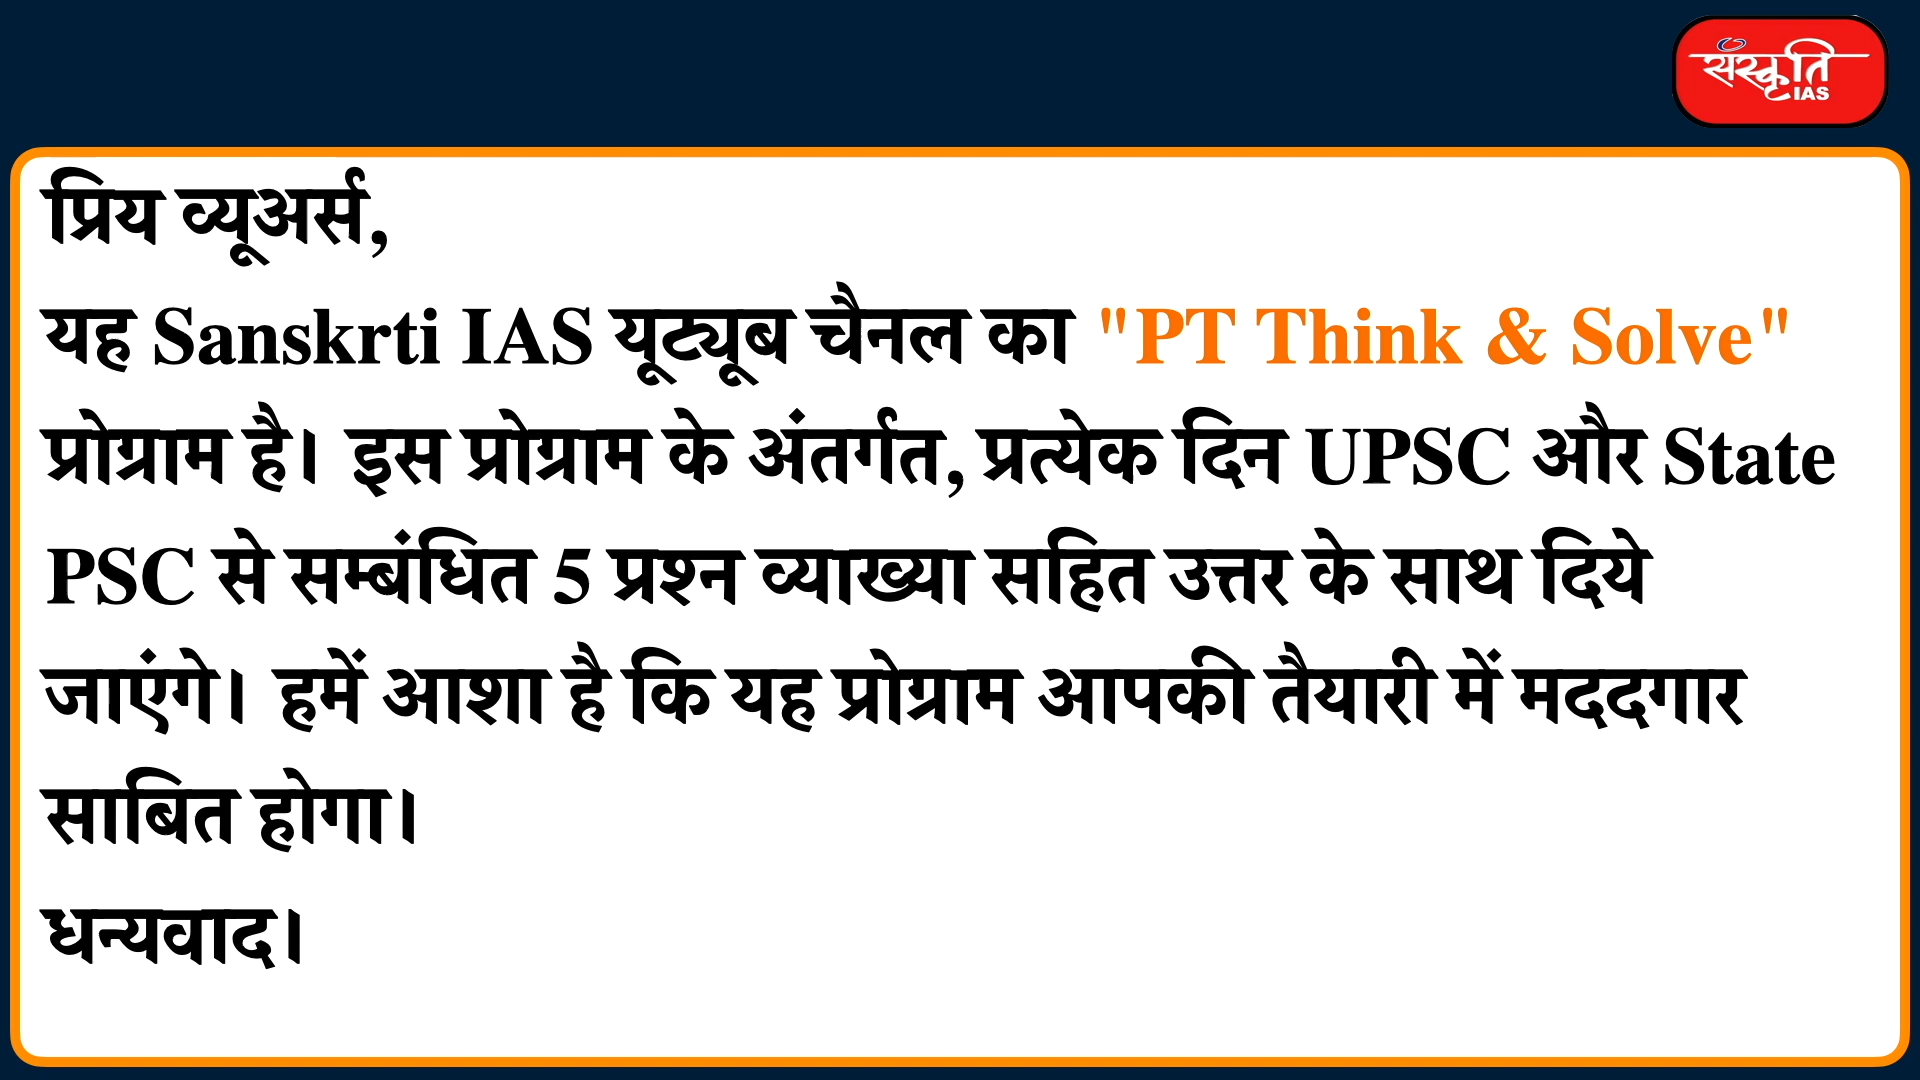 संस्कृति
IAS
प्रिय व्यूअर्स,
यह Sanskrti IAS यूट्यूब चैनल का "PT Think & Solve"
प्रोग्राम है। इस प्रोग्राम के अंतर्गत, प्रत्येक दिन UPSC और State
PSC से सम्बंधित 5 प्रश्न व्याख्या सहित उत्तर के साथ दिये
जाएंगे। हमें आशा है कि यह प्रोग्राम आपकी तैयारी में मददगार
साबित होगा।
धन्यवाद।